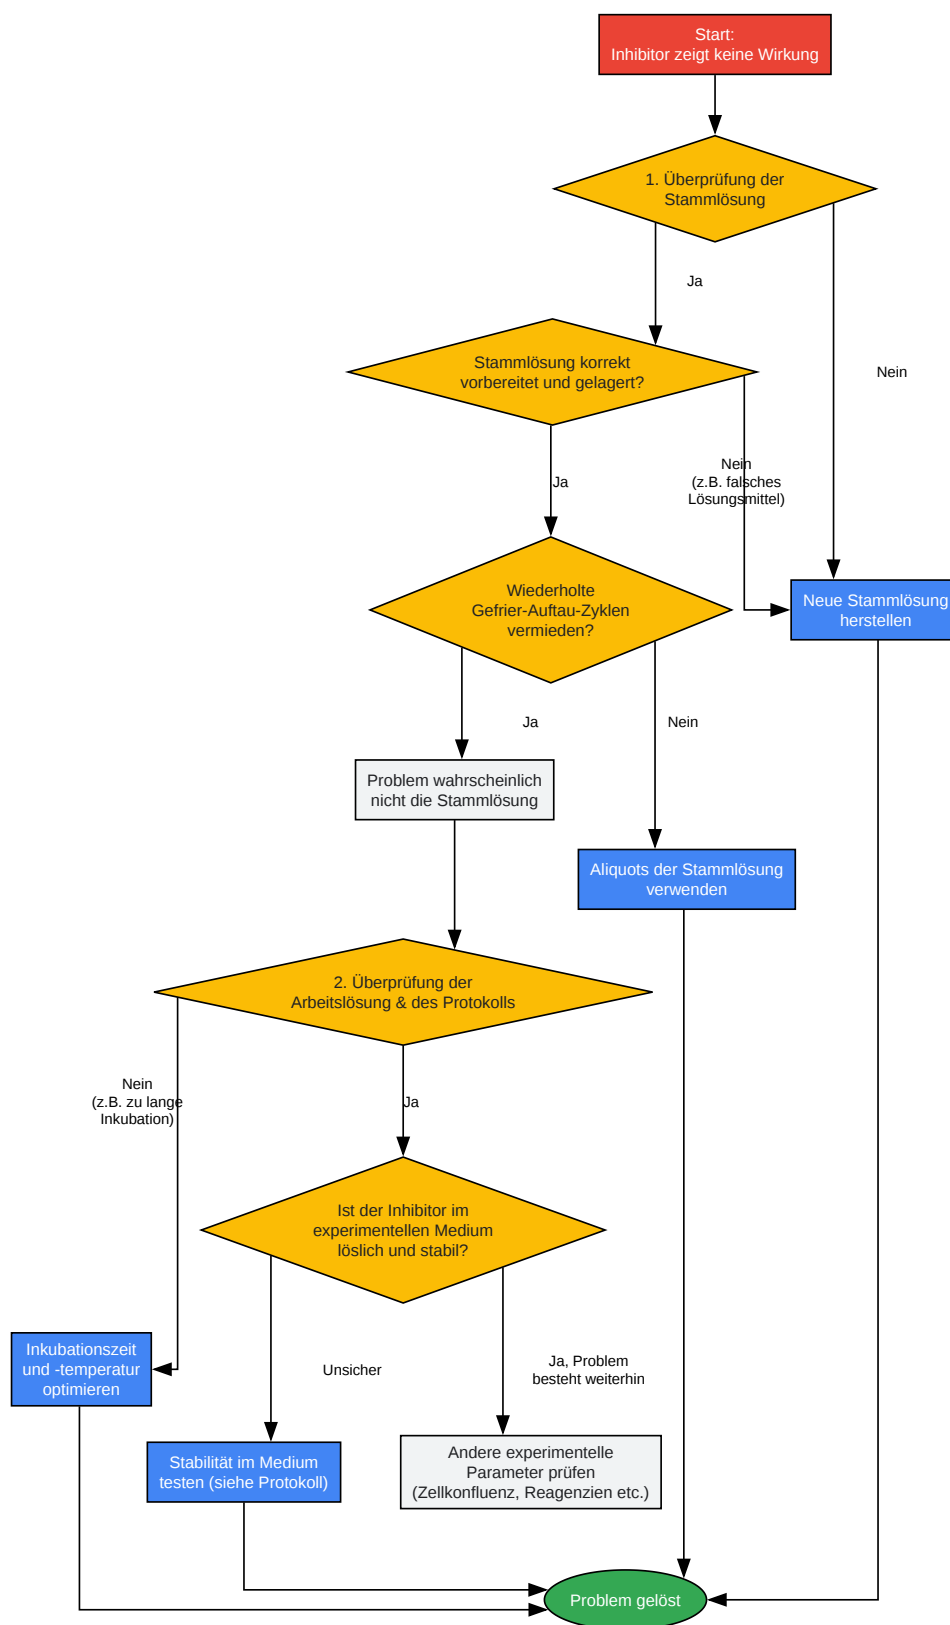 Start:
Inhibitor zeigt keine Wirkung
1. Überprüfung der
Stammlösung
Ja
Nein
Stammlösung korrekt
vorbereitet und gelagert?
Ja
Nein
(z.B. falsches
Lösungsmittel)
Wiederholte
Gefrier-Auftau-Zyklen
vermieden?
Neue Stammlösung
herstellen
Ja
Nein
Problem wahrscheinlich
nicht die Stammlösung
Aliquots der Stammlösung
verwenden
2. Überprüfung der
Arbeitslösung & des Protokolls
Nein
(z.B. zu lange
Inkubation)
Ja
Ist der Inhibitor im
experimentellen Medium
löslich und stabil?
Inkubationszeit
und -temperatur
optimieren
Unsicher
Ja, Problem
besteht weiterhin
Stabilität im Medium
testen (siehe Protokoll)
Andere experimentelle
Parameter prüfen
(Zellkonfluenz, Reagenzien etc.)
Problem gelöst